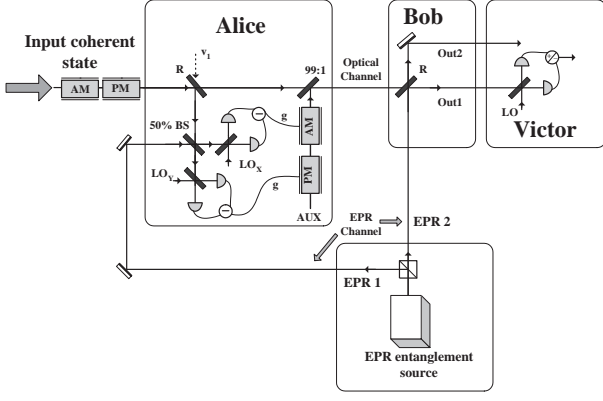 Alice
Bob
Input coherent
state
v1
R
99:1
Optical
Channel
Out2
R
Out1
LO
Victor
AM
PM
50% BS
g
AM
LOX
LOY
g
PM
AUX
EPR
Channel
EPR 2
EPR 1
EPR entanglement
source